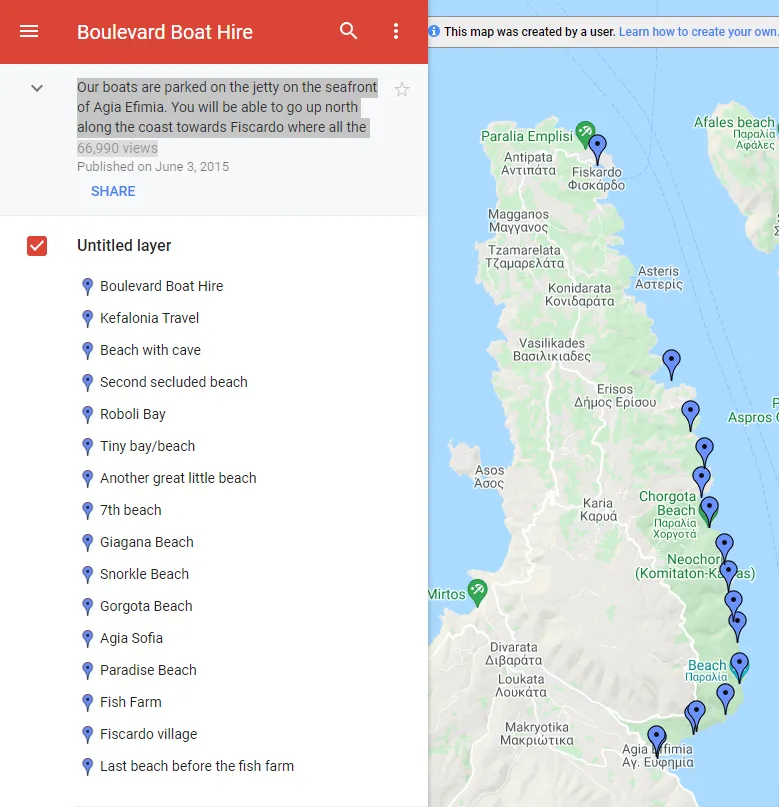 Boulevard Boat Hire
Our boats are parked on the jetty on the seafront
of Agia Efimia. You will be able to go up north
along the coast towards Fiscardo where all the
66,990 views
Published on June 3, 2015
SHARE
Untitled layer
Boulevard Boat Hire
Kefalonia Travel
Beach with cave
Second secluded beach
Roboli Bay
Tiny bay/beach
Another great little beach
7th beach
Giagana Beach
Snorkle Beach
Gorgota Beach
Agia Sofia
Paradise Beach
Fish Farm
Fiscardo village
Last beach before the fish farm
This map was created by a user. Learn how to create your own.
Afales beach
Παραλία
Αφάλες
Paralia Emplisi
Antipata
Αντιπάτα
Fiskardo
Φισκάρδο
Magganos
Μαγγανος
Tzamarelata
Τζαμαρελάτα
Asteris
Αστερίς
Konidarata
Κονιδαράτα
Vasilikades
Βασιλικιαδες
Erisos
Δήμος Ερίσου
Aspros
Asos
Ασος
Karia
Καρυά
Chorgota
Beach
Παραλία
Χοργοτά
Neochor
(Komitaton-Ka as)
Mirtos
Divarata
Διβαράτα
Loukata
Λουκάτα
Beach
Παραλία
Makryotika
Μακριώτικα
Agia Effimia
Αγ. Ευφημία